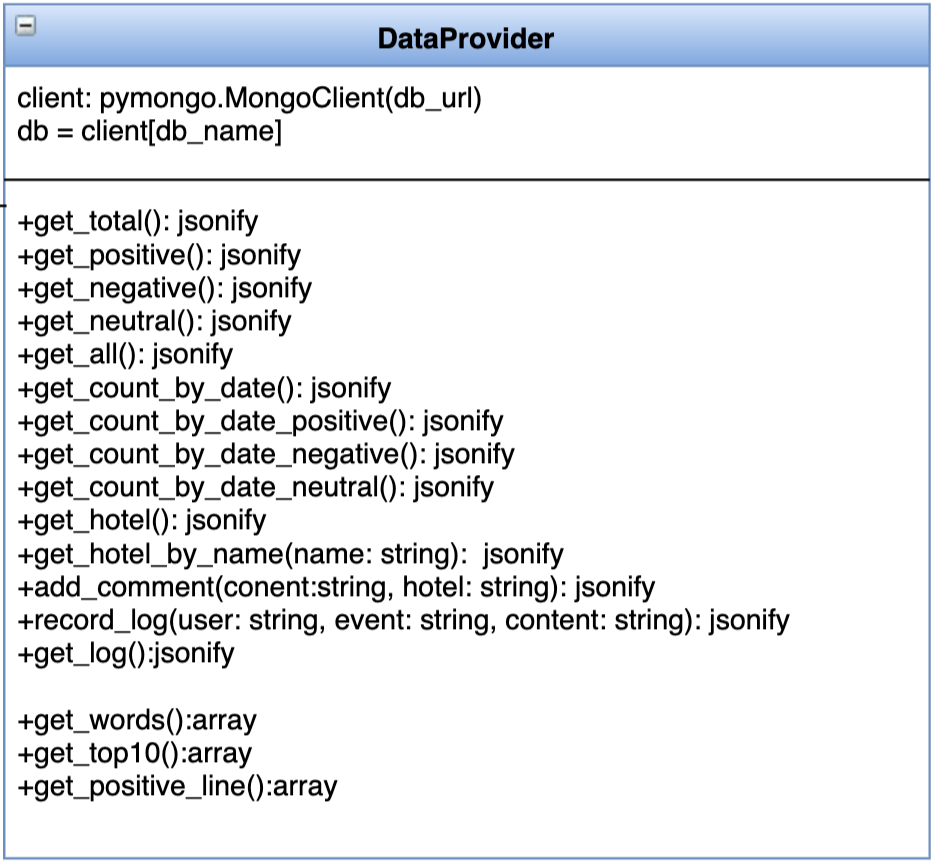 DataProvider
client: pymongo.MongoClient(db_url)
db = client[db_name]
+get_total(): jsonify
+get_positive(): jsonify
+get_negative(): jsonify
+get_neutral(): jsonify
+get_all(): jsonify
+get_count_by_date(): jsonify
+get_count_by_date_positive(): jsonify
+get_count_by_date_negative(): jsonify
+get_count_by_date_neutral(): jsonify
+get_hotel(): jsonify
+get_hotel_by_name(name: string):  jsonify
+add_comment(conent:string, hotel: string): jsonify
+record_log(user: string, event: string, content: string): jsonify
+get_log():jsonify
+get_words():array
+get_top10():array
+get_positive_line():array